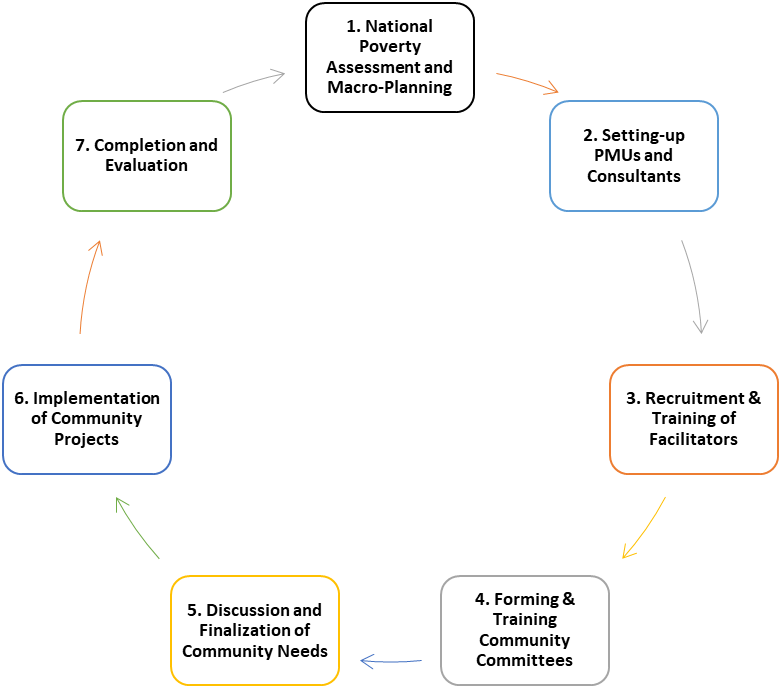 1. National
Poverty
Assessment and
Macro-Planning
2. Setting-up
PMUs and
Consultants
3. Recruitment &
Training of
Facilitators
4. Forming &
Training
Community
Committees
5. Discussion and
Finalization of
Community Needs
6. Implementation
of Community
Projects
7. Completion and
Evaluation